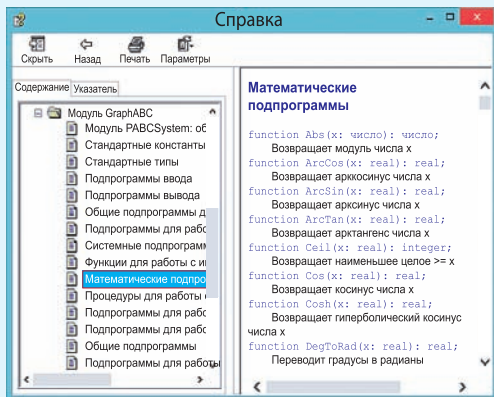 Справка
Скрыть Назад Печать Параметры
Содержание Указатель
Модуль GraphABC
Модуль PABCSystem: об
Стандартные константы
Стандартные типы
Подпрограммы ввода
Подпрограммы вывода
Общие подпрограммы д
Подпрограммы для рабо
Системные подпрограмм
Функции для работы с и
Математические подпро
Процедуры для работы
Подпрограммы для рабо
Подпрограммы для рабо
Общие подпрограммы
Подпрограммы для работы
Математические
подпрограммы
function Abs(x: число): число;
Возвращает модуль числа x
function ArcCos(x: real): real;
Возвращает арккосинус числа x
function ArcSin(x: real): real;
Возвращает арксинус числа x
function ArcTan(x: real): real;
Возвращает арктангенс числа x
function Ceil(x: real): integer;
Возвращает наименьшее целое >= x
function Cos(x: real): real;
Возвращает косинус числа x
function Cosh(x: real): real;
Возвращает гиперболический косинус
числа x
function DegToRad(x: real): real;
Переводит градусы в радианы